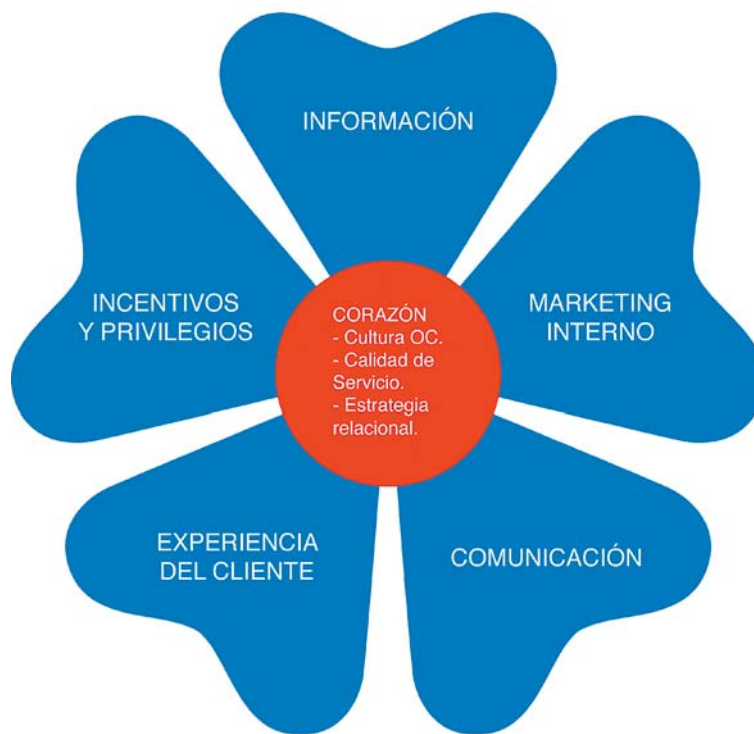 INFORMACIÓN
INCENTIVOS
Y PRIVILEGIOS
MARKETING
INTERNO
CORAZÓN
- Cultura OC.
- Calidad de
Servicio.
- Estrategia
relacional.
EXPERIENCIA
DEL CLIENTE
COMUNICACIÓN